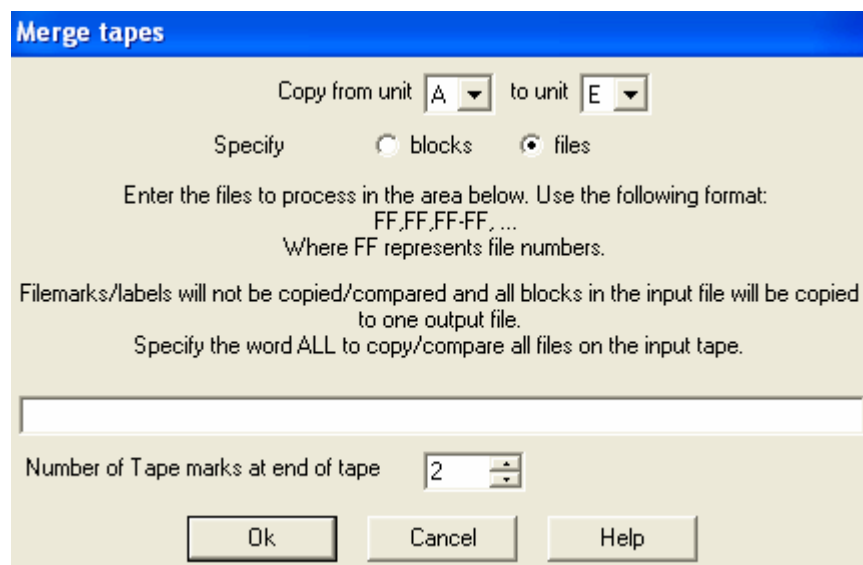 Merge tapes
Copy from unit A to unit E
Specify blocks files
Enter the files to process in the area below. Use the following format:
FF,FF,FF-FF, ...
Where FF represents file numbers.
Filemarks/labels will not be copied/compared and all blocks in the input file will be copied
to one output file.
Specify the word ALL to copy/compare all files on the input tape.
Number of Tape marks at end of tape 2
Ok Cancel Help